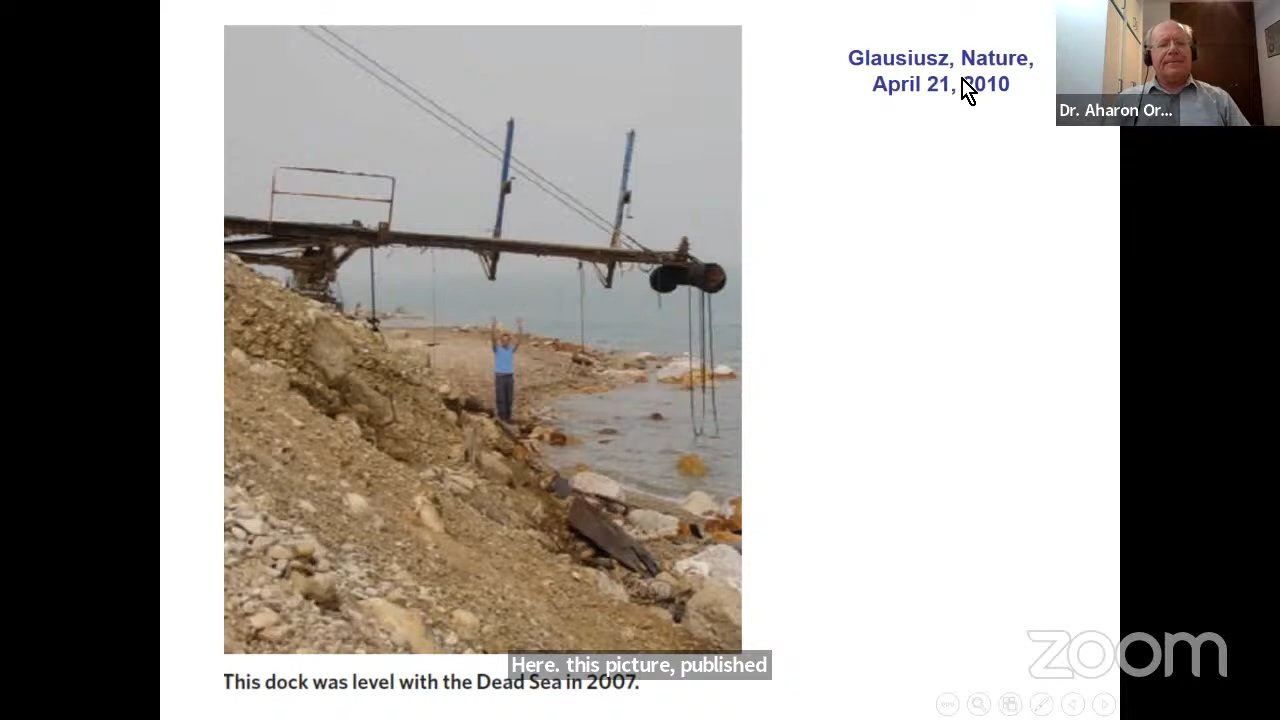 Glausiusz, Nature,
April 21, 2010
Dr. Aharon Or...
Here. this picture, published
This dock was level with the Dead Sea in 2007.
zoom